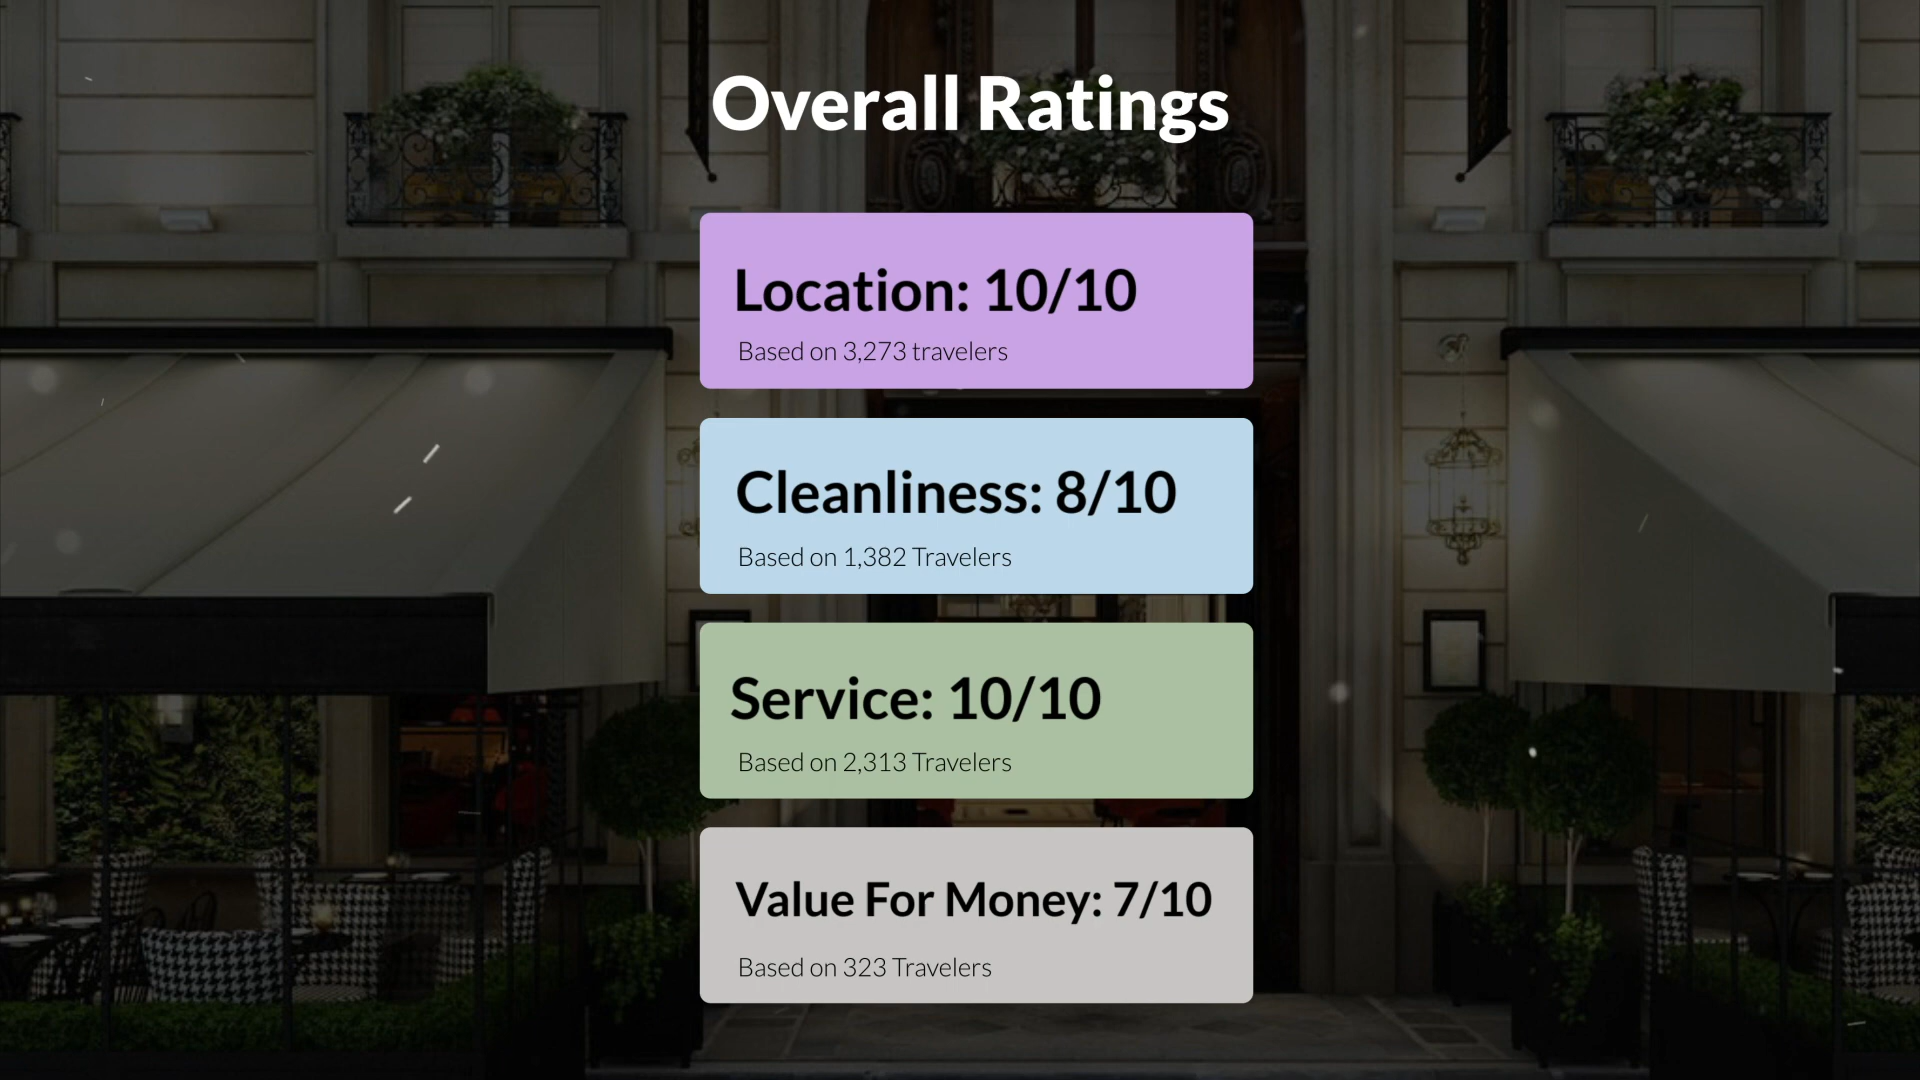 Overall Ratings
Location: 10/10
Based on 3,273 travelers
Cleanliness: 8/10
Based on 1,382 Travelers
Service: 10/10
Based on 2,313 Travelers
Value For Money: 7/10
Based on 323 Travelers